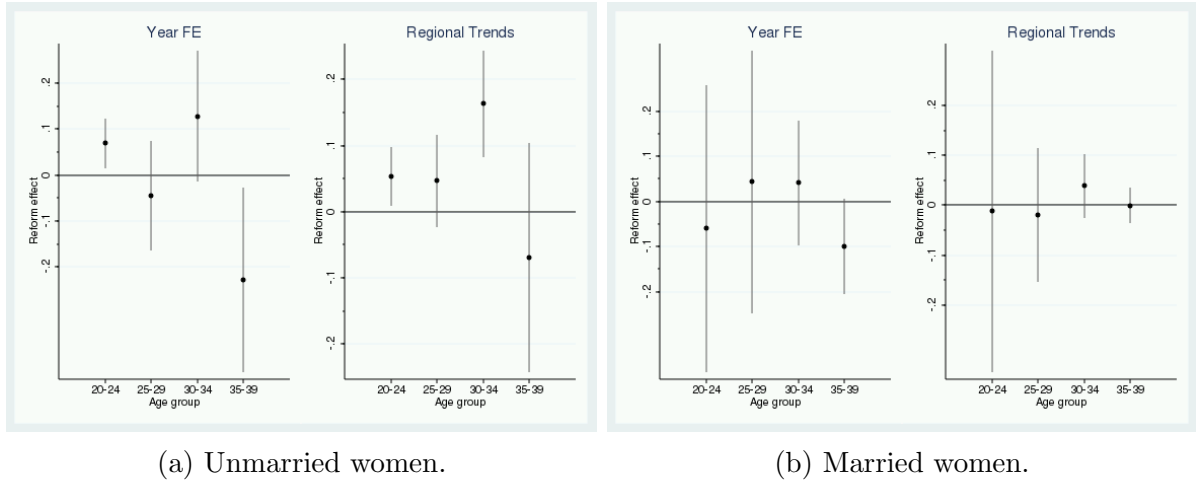 Year FE
Regional Trends
Reform effect
.2
.1
0
-.1
-.2
20-24 25-29 30-34 35-39
Age group
Reform effect
.2
.1
0
-.1
-.2
20-24 25-29 30-34 35-39
Age group
(a) Unmarried women.
Year FE
Regional Trends
Reform effect
.2
.1
0
-.1
-.2
20-24 25-29 30-34 35-39
Age group
Reform effect
.2
.1
0
-.1
-.2
20-24 25-29 30-34 35-39
Age group
(b) Married women.